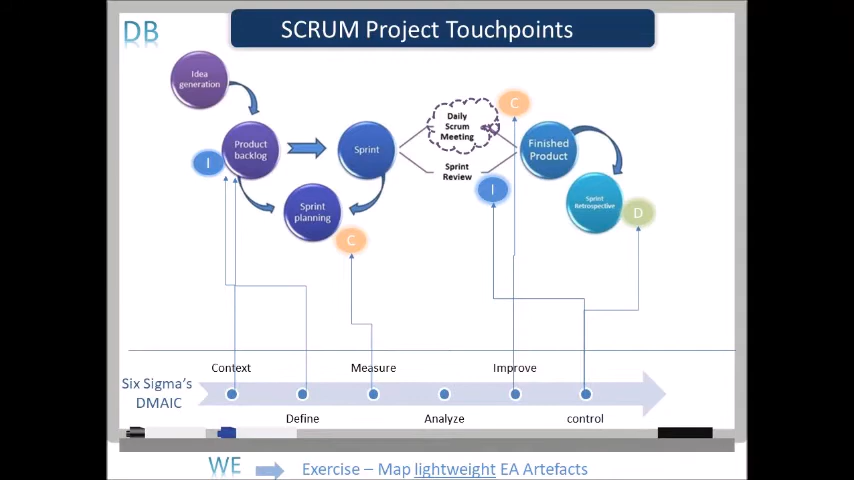 DB
SCRUM Project Touchpoints
Idea
generation
Product
backlog
I
Sprint
Sprint
planning
C
Daily
Scrum
Meeting
Sprint
Review
C
I
Finished
Product
Sprint
Retrospective
D
Context
Measure
Improve
Six Sigma's
DMAIC
Define
Analyze
control
WE
Exercise – Map lightweight EA Artefacts